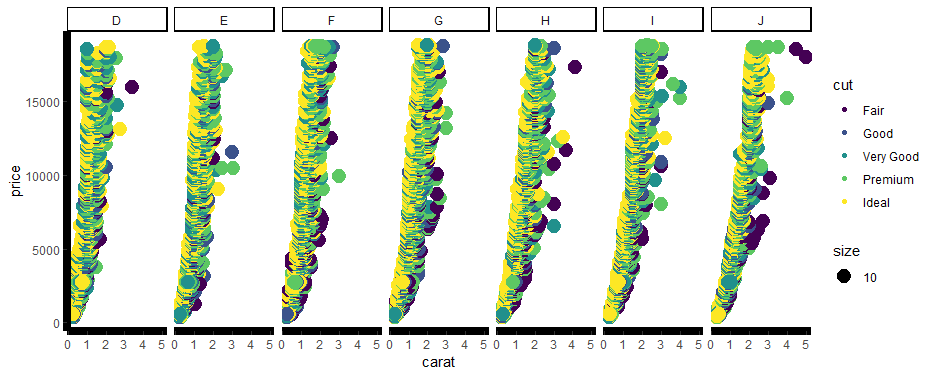 D E F G H I J
15000
10000
5000
0
price
0 1 2 3 4 5 0 1 2 3 4 5 0 1 2 3 4 5 0 1 2 3 4 5 0 1 2 3 4 5 0 1 2 3 4 5 0 1 2 3 4 5
carat
cut
Fair
Good
Very Good
Premium
Ideal
size
10